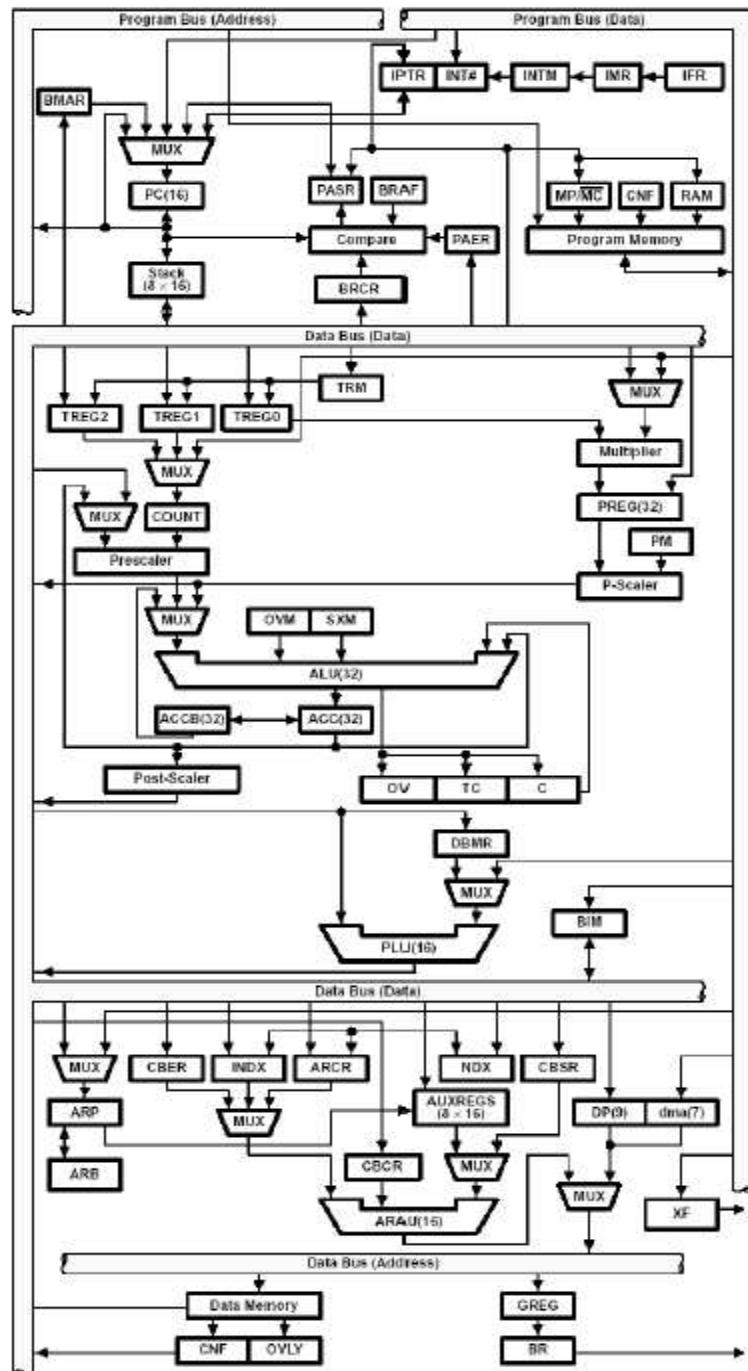 Program Bus (Address)
Program Bus (Data)
IPTR INT# INTM IMR IFR
BMAR
MUX
PC(16)
PASR BRAF
MP/MC CNF RAM
Compare PAER
Program Memory
Stack
(8 × 16)
BRCR
Data Bus (Data)
TRM
MUX
TREG2 TREG1 TREG0
Multiplier
MUX
MUX COUNT
PREG(32)
PM
Prescaler
P-Scaler
MUX
OVM SXM
ALU(32)
ACCB(32) ACC(32)
Post-Scaler
OV TC C
DBMR
MUX
BIM
PLU(16)
Data Bus (Data)
MUX CBER INDX ARCR NDX CBSR
ARP
MUX
AUXREGS
(8 × 16)
DP(9) dma(7)
ARB
CBCR
MUX
MUX
XF
ARAU(16)
Data Bus (Address)
Data Memory
GREG
CNF OVLY
BR